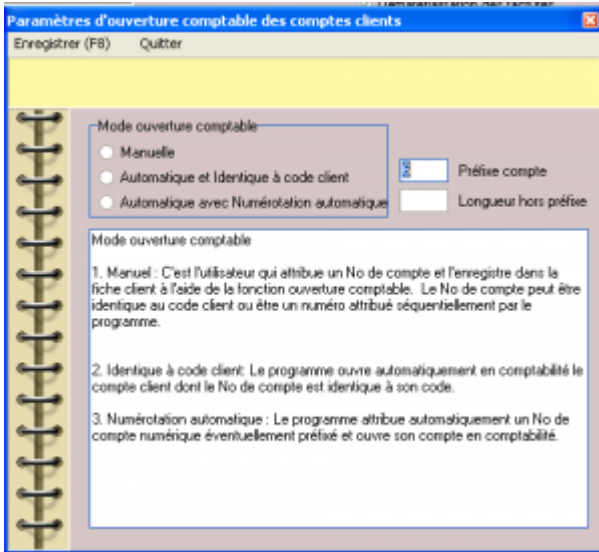 Paramètres d'ouverture comptable des comptes clients
Enregistrer (F8) Quitter
Mode ouverture comptable
Manuelle
Automatique et Identique à code client
Automatique avec Numérotation automatique
Préfixe compte
Longueur hors préfixe
Mode ouverture comptable
1. Manuel : C'est l'utilisateur qui attribue un No de compte et l'enregistre dans la
fiche client à l'aide de la fonction ouverture comptable. Le No de compte peut être
identique au code client ou être un numéro attribué séquentiellement par le
programme.
2. Identique à code client: Le programme ouvre automatiquement en comptabilité le
compte client dont le No de compte est identique à son code.
3. Numérotation automatique : Le programme attribue automatiquement un No de
compte numérique éventuellement préfixé et ouvre son compte en comptabilité.